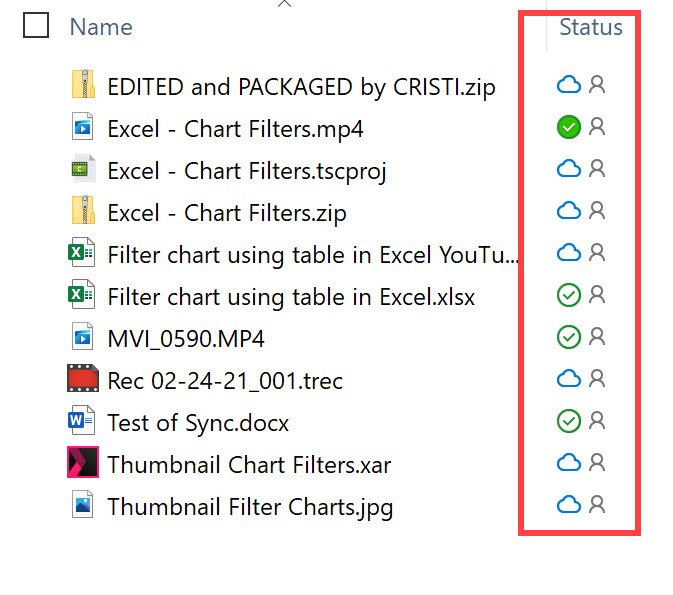 Name Status
EDITED and PACKAGED by CRISTI.zip
Excel - Chart Filters.mp4
Excel - Chart Filters.tscproj
Excel - Chart Filters.zip
Filter chart using table in Excel YouTu...
Filter chart using table in Excel.xlsx
MVI_0590.MP4
Rec 02-24-21_001.trec
Test of Sync.docx
Thumbnail Chart Filters.xar
Thumbnail Filter Charts.jpg